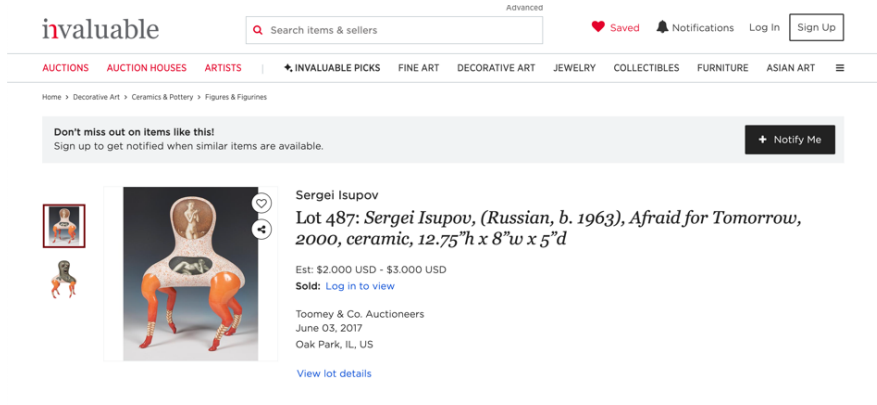 Advanced
invaluable
Search items & sellers
Saved
Notifications
Log In
Sign Up
AUCTIONS
AUCTION HOUSES
ARTISTS
INVALUABLE PICKS
FINE ART
DECORATIVE ART
JEWELRY
COLLECTIBLES
FURNITURE
ASIAN ART
Home > Decorative Art > Ceramics & Pottery > Figures & Figurines
Don't miss out on items like this!
Sign up to get notified when similar items are available.
+ Notify Me
Sergei Isupov
Lot 487: Sergei Isupov, (Russian, b. 1963), Afraid for Tomorrow,
2000, ceramic, 12.75”h x 8”w x 5”d
Est: $2.000 USD - $3.000 USD
Sold: Log in to view
Toomey & Co. Auctioneers
June 03, 2017
Oak Park, IL, US
View lot details